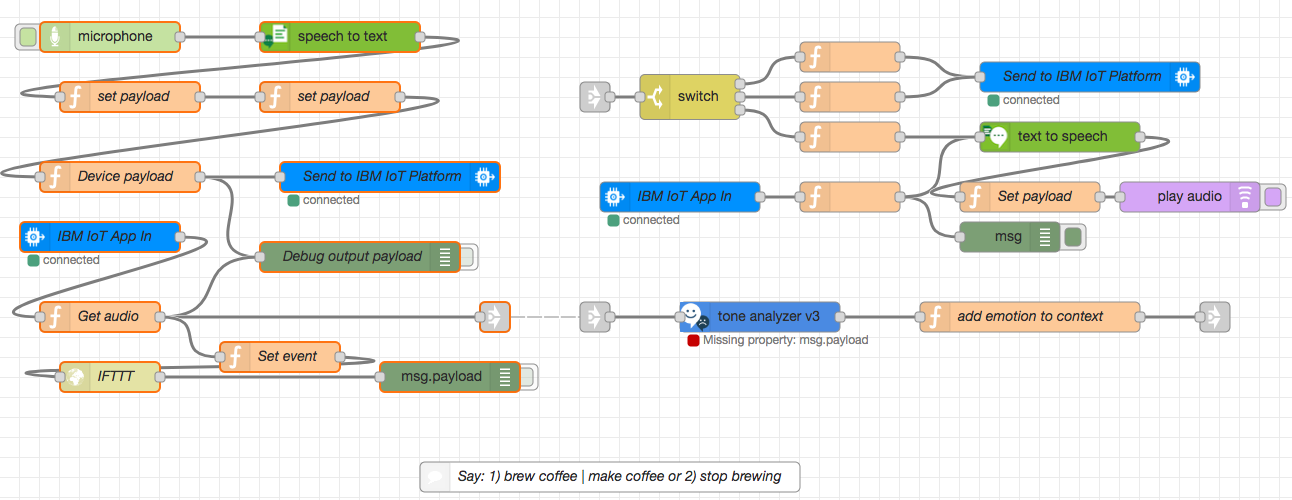 microphone
speech to text
set payload
set payload
Device payload
Send to IBM IoT Platform
connected
IBM IoT App In
connected
Debug output payload
Get audio
Set event
IFTTT
msg.payload
switch
Send to IBM IoT Platform
connected
text to speech
IBM IoT App In
connected
Set payload
play audio
msg
tone analyzer v3
Missing property: msg.payload
add emotion to context
Say: 1) brew coffee | make coffee or 2) stop brewing